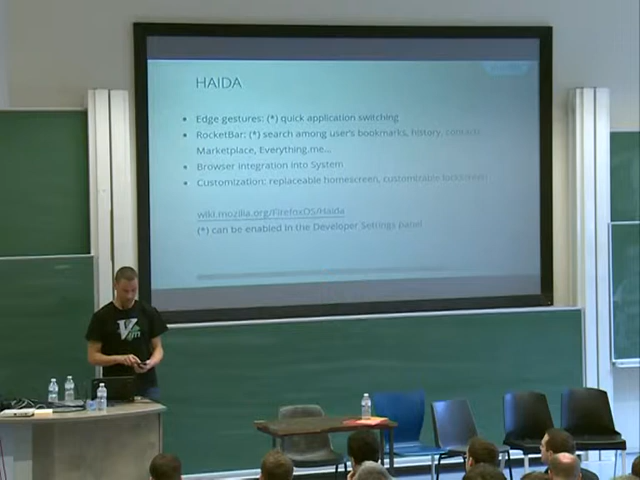 HAIDA
• Edge gestures: (*) quick application switching
• RocketBar: (*) search among user's bookmarks, history, contacts
Marketplace, Everything.me...
• Browser integration into System
• Customization: replaceable homescreen, customizable lockscreen
wiki.mozilla.org/FirefoxOS/Haida
(*) can be enabled in the Developer Settings panel
Vim